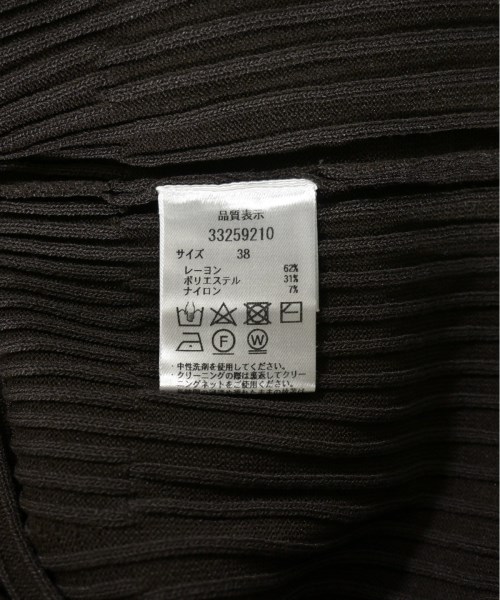 品質表示
33259210
サイズ 38
レーヨン 62%
ポリエステル 31%
ナイロン 7%
F W
・中性洗剤を使用してください。
・クリーニングの際は裏返してクリー
ニングネットをご使用ください。